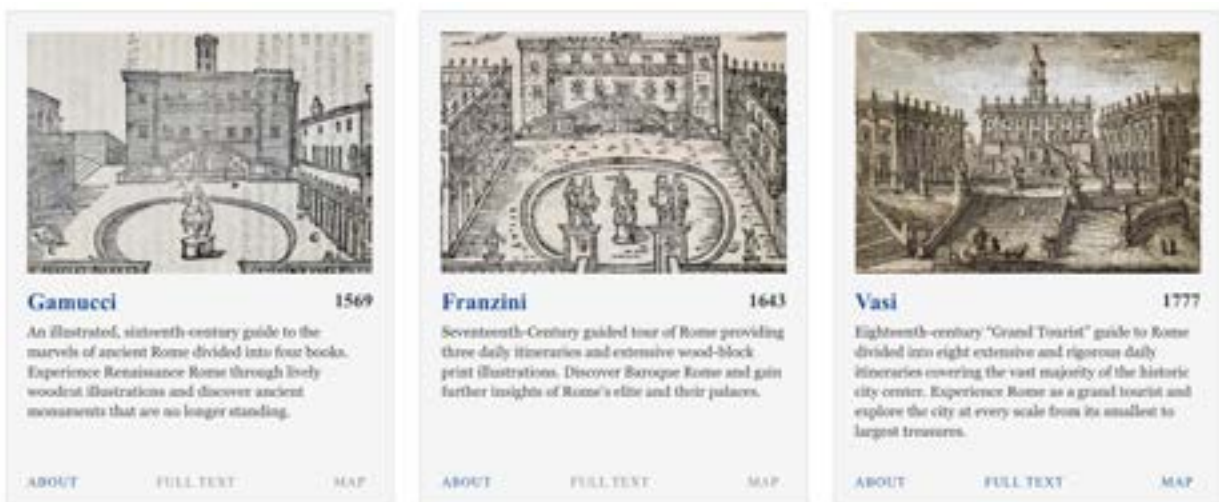 Gamucci 1569
An illustrated, sixteenth-century guide to the
marvels of ancient Rome divided into four books.
Experience Renaissance Rome through lively
woodcut illustrations and discover ancient
monuments that are no longer standing.
ABOUT FULL TEXT MAP
Franzini 1643
Seventeenth-Century guided tour of Rome providing
three daily itineraries and extensive wood-block
print illustrations. Discover Baroque Rome and gain
further insights of Rome's elite and their palaces.
ABOUT FULL TEXT MAP
Vasi 1777
Eighteenth-century “Grand Tourist” guide to Rome
divided into eight extensive and rigorous daily
itineraries covering the vast majority of the historic
city center. Experience Rome as a grand tourist and
explore the city at every scale from its smallest to
largest treasures.
ABOUT FULL TEXT MAP